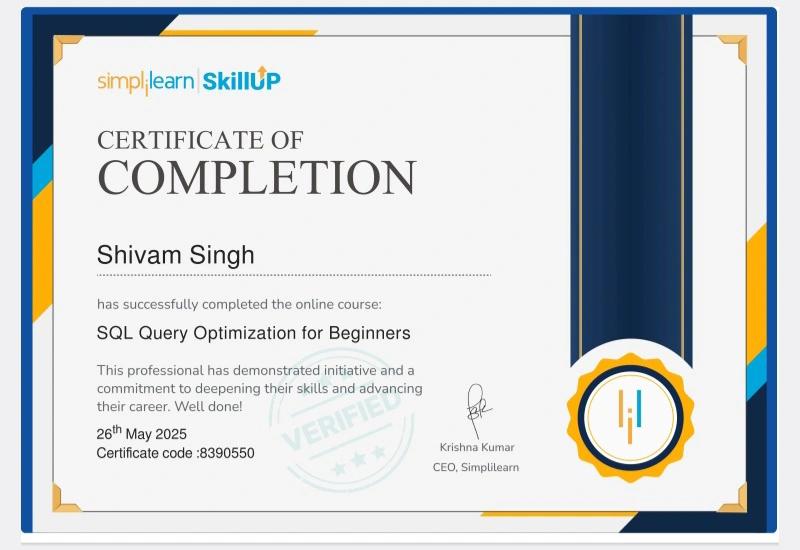 simplilearn | SkillUP
CERTIFICATE OF
COMPLETION
Shivam Singh
has successfully completed the online course:
SQL Query Optimization for Beginners
This professional has demonstrated initiative and a
commitment to deepening their skills and advancing
their career. Well done!
VERIFIED
26th May 2025
Certificate code :8390550
Krishna Kumar
CEO, Simplilearn